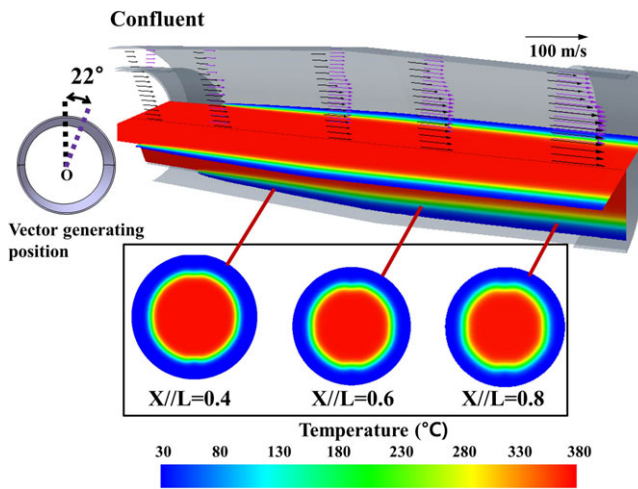 Confluent
100 m/s
22°
O
Vector generating
position
X//L=0.4 X//L=0.6 X//L=0.8
Temperature (℃)
30 80 130 180 230 280 330 380